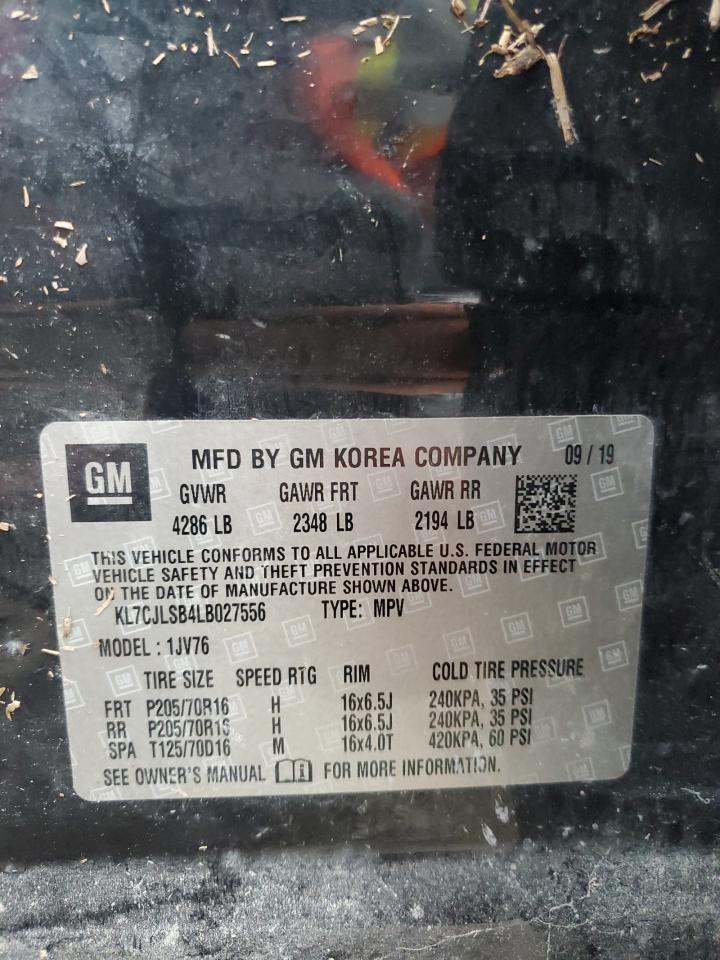 GM MFD BY GM KOREA COMPANY 09 / 19
GVWR GAWR FRT GAWR RR
4286 LB 2348 LB 2194 LB
THIS VEHICLE CONFORMS TO ALL APPLICABLE U.S. FEDERAL MOTOR
VEHICLE SAFETY AND THEFT PREVENTION STANDARDS IN EFFECT
ON THE DATE OF MANUFACTURE SHOWN ABOVE.
KL7CJLSB4LB027556 TYPE: MPV
MODEL : 1JV76
TIRE SIZE SPEED RTG RIM COLD TIRE PRESSURE
FRT P205/70R16 H 16x6.5J 240KPA, 35 PSI
RR P205/70R16 H 16x6.5J 240KPA, 35 PSI
SPA T125/70D16 M 16x4.0T 420KPA, 60 PSI
SEE OWNER'S MANUAL FOR MORE INFORMATION.